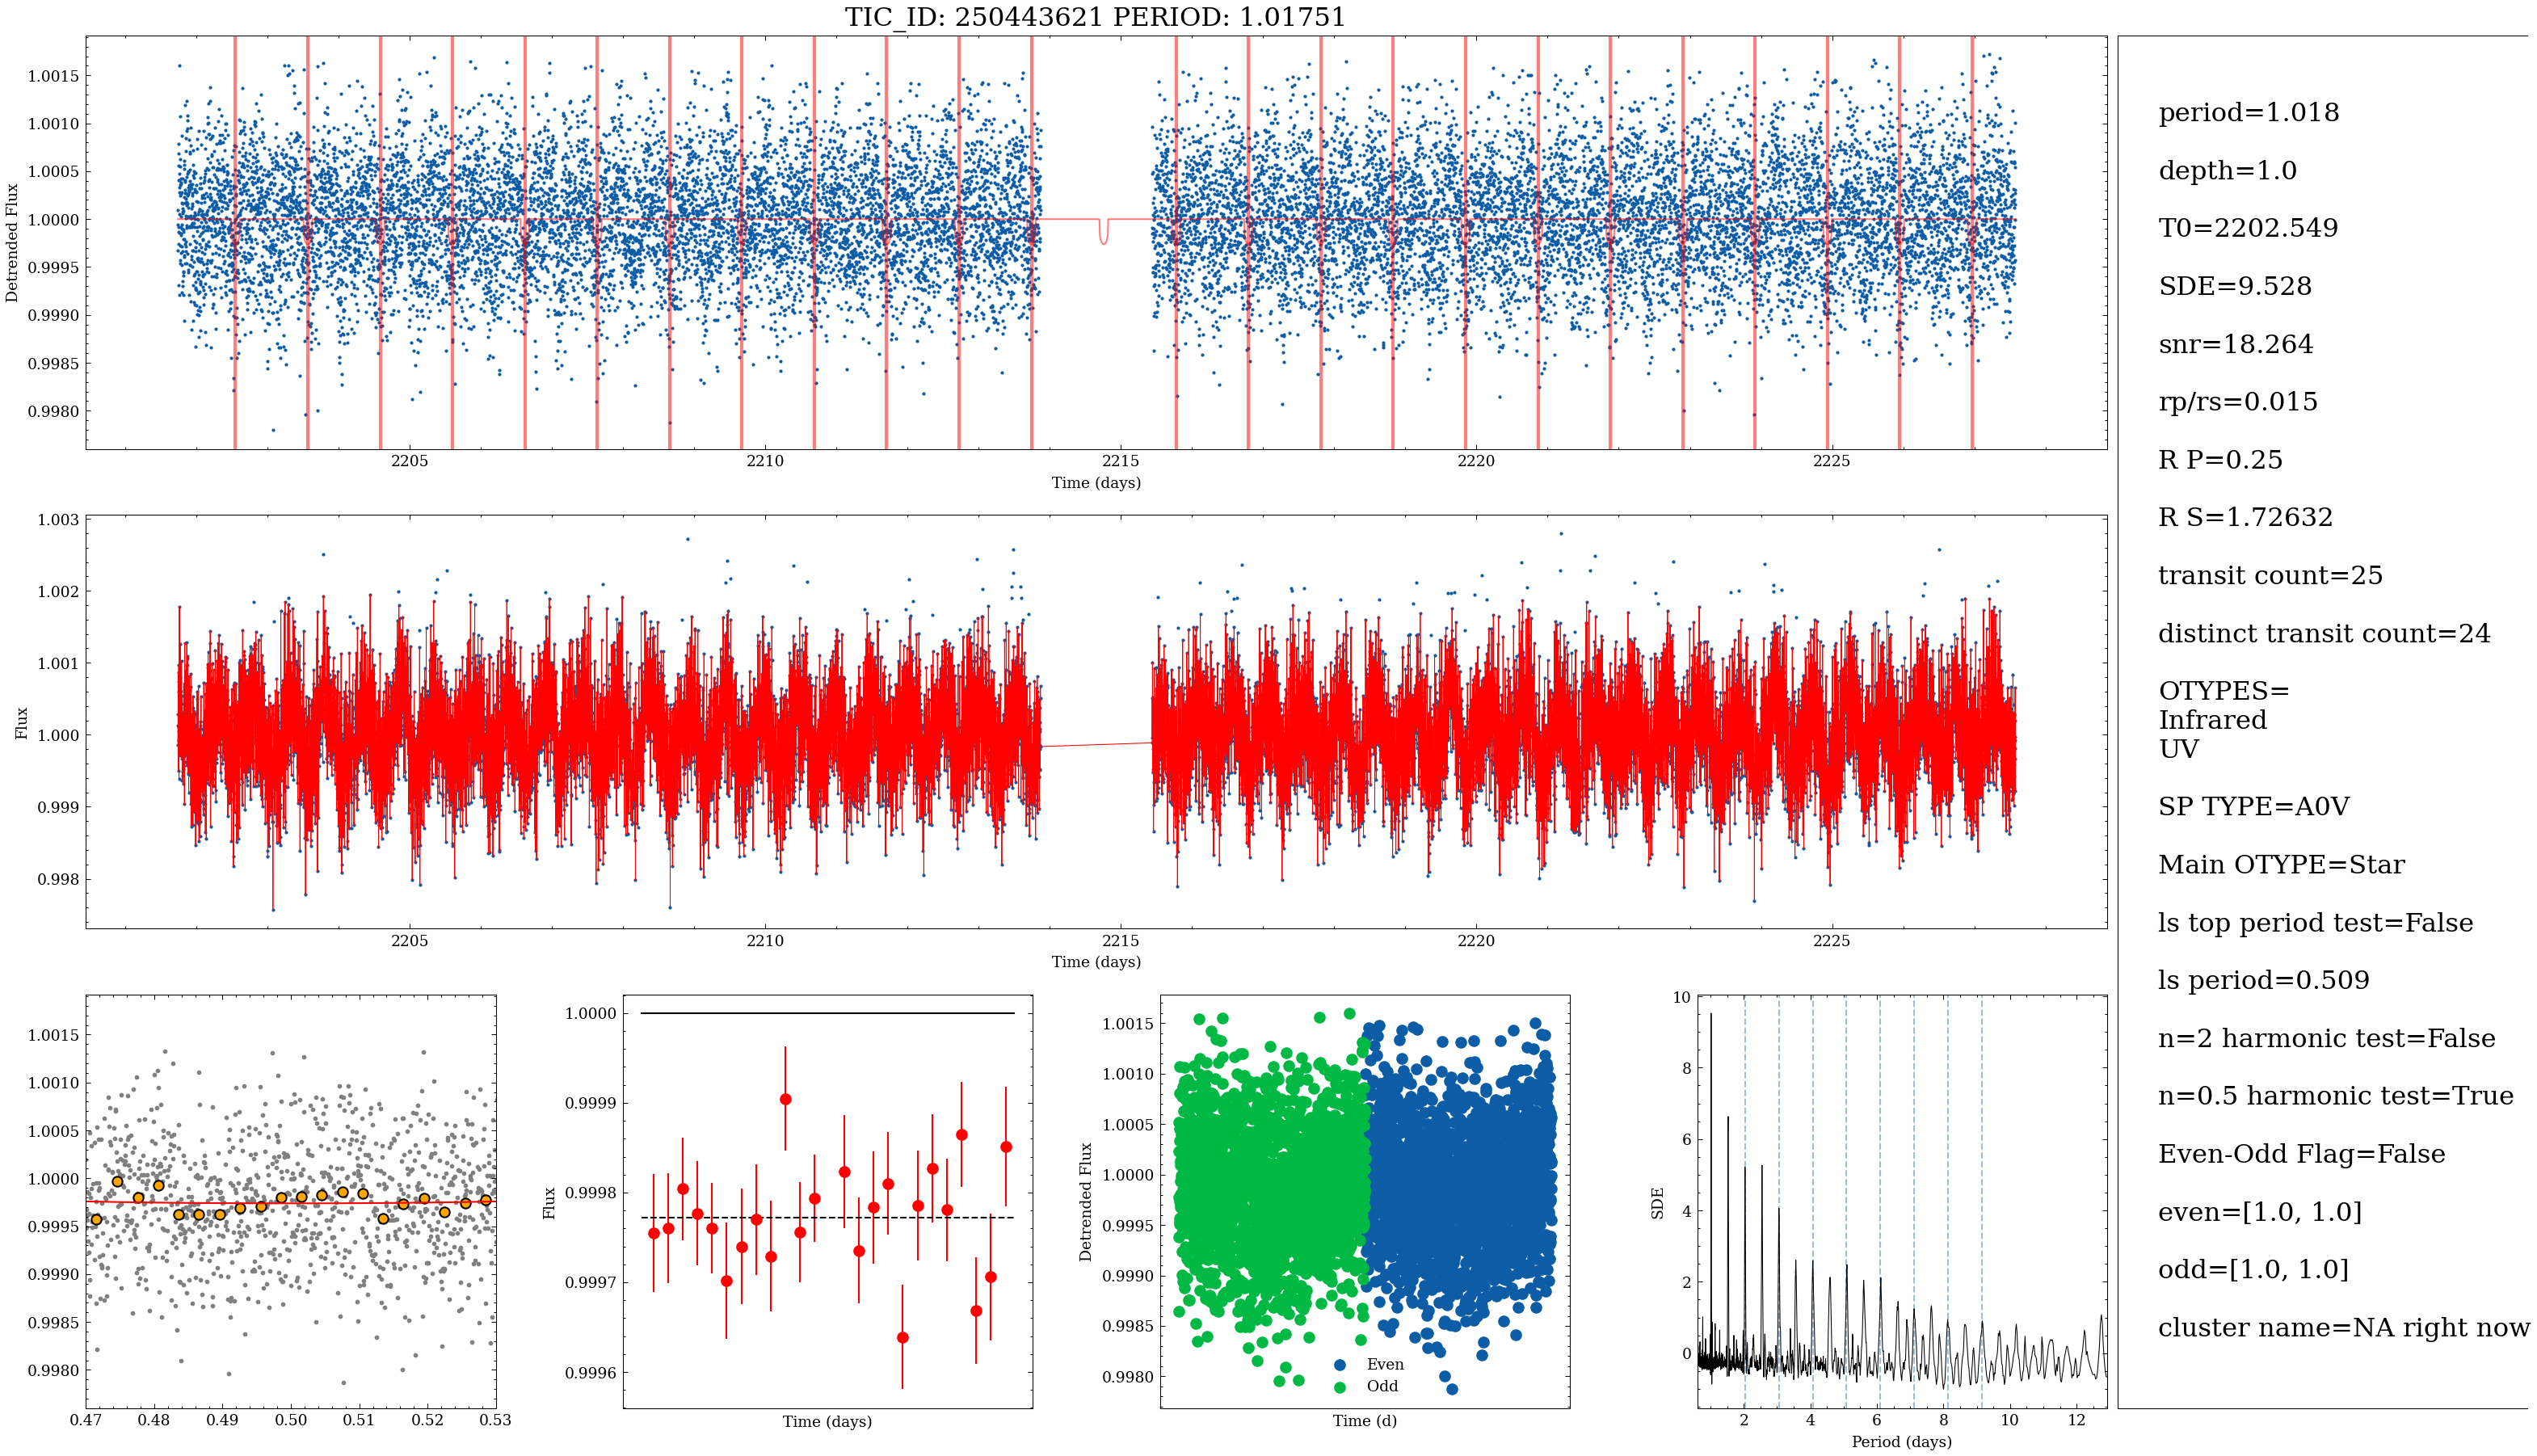 TIC_ID: 250443621 PERIOD: 1.01751
1.0015
1.0010
1.0005
1.0000
0.9995
0.9990
0.9985
0.9980
Detrended Flux
2205
2210
2215
2220
2225
Time (days)
1.003
1.002
1.001
1.000
0.999
0.998
Flux
2205
2210
2215
2220
2225
Time (days)
1.0015
1.0010
1.0005
1.0000
0.9995
0.9990
0.9985
0.9980
0.47
0.48
0.49
0.50
0.51
0.52
0.53
1.0000
0.9999
0.9998
0.9997
0.9996
Flux
Time (days)
1.0015
1.0010
1.0005
1.0000
0.9995
0.9990
0.9985
0.9980
Detrended Flux
Even
Odd
Time (d)
10
8
6
4
2
0
SDE
2
4
6
8
10
12
Period (days)
period=1.018
depth=1.0
T0=2202.549
SDE=9.528
snr=18.264
rp/rs=0.015
R P=0.25
R S=1.72632
transit count=25
distinct transit count=24
OTYPES=
Infrared
UV
SP TYPE=A0V
Main OTYPE=Star
ls top period test=False
ls period=0.509
n=2 harmonic test=False
n=0.5 harmonic test=True
Even-Odd Flag=False
even=[1.0, 1.0]
odd=[1.0, 1.0]
cluster name=NA right now